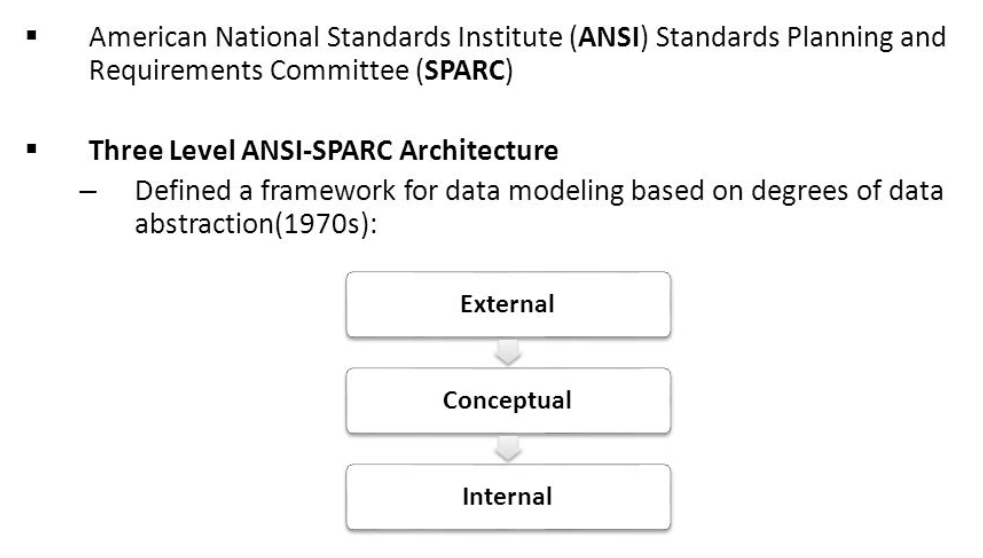 ▪ American National Standards Institute (ANSI) Standards Planning and
Requirements Committee (SPARC)
▪ Three Level ANSI-SPARC Architecture
– Defined a framework for data modeling based on degrees of data
abstraction(1970s):
External
Conceptual
Internal